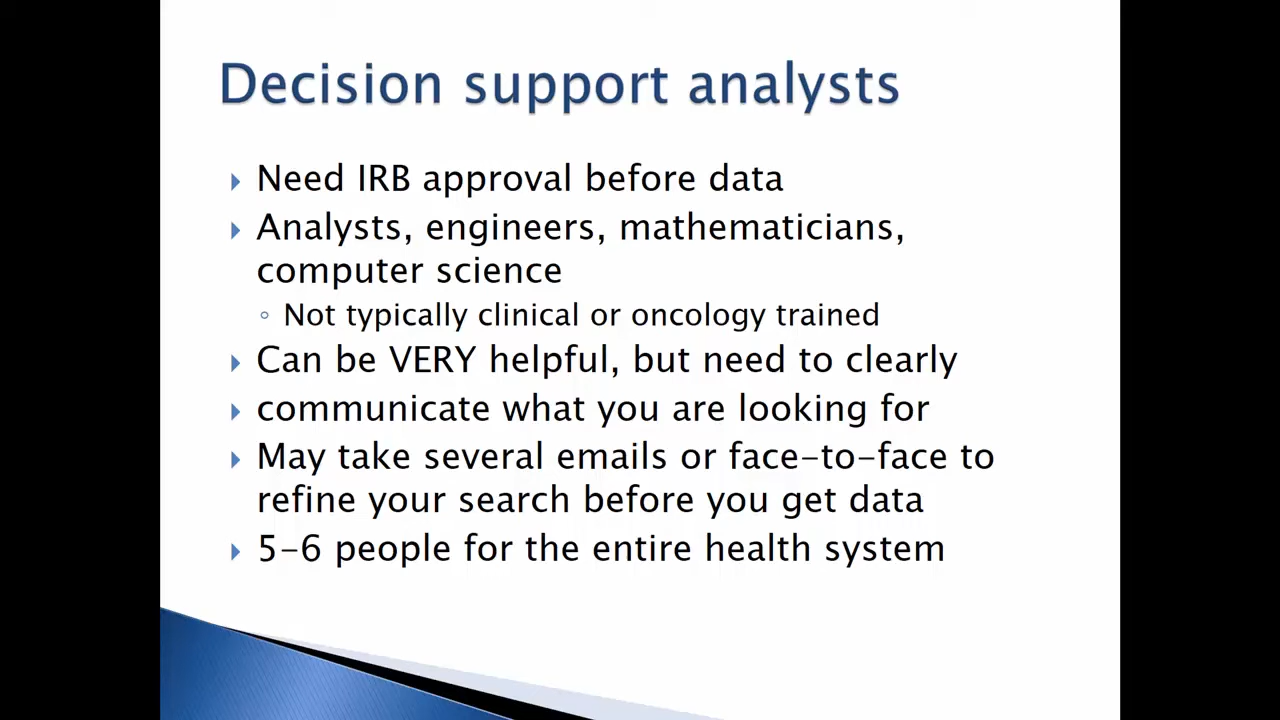 Decision support analysts
Need IRB approval before data
Analysts, engineers, mathematicians,
computer science
Not typically clinical or oncology trained
Can be VERY helpful, but need to clearly
communicate what you are looking for
May take several emails or face-to-face to
refine your search before you get data
5-6 people for the entire health system